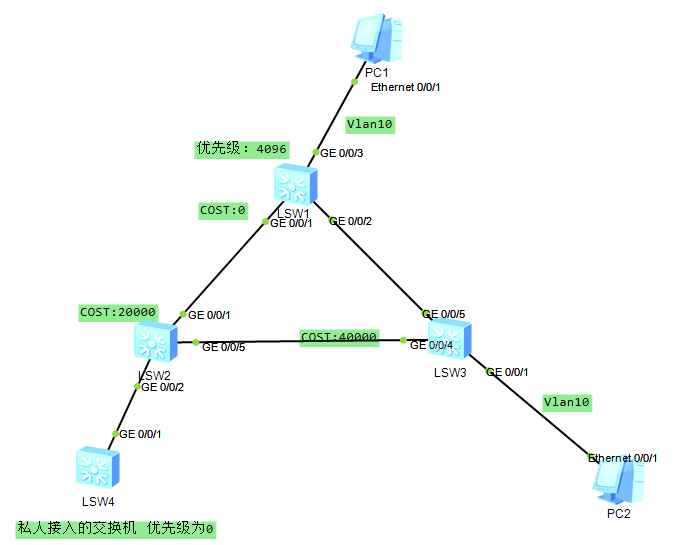 PC1
Ethernet 0/0/1
Vlan10
优先级：4096
GE 0/0/3
COST:0
LSW1
GE 0/0/1
GE 0/0/2
COST:20000
GE 0/0/1
GE 0/0/5
COST:40000
GE 0/0/5
GE 0/0/4
LSW2
GE 0/0/2
LSW3
GE 0/0/1
Vlan10
GE 0/0/1
Ethernet 0/0/1
LSW4
PC2
私人接入的交换机 优先级为0